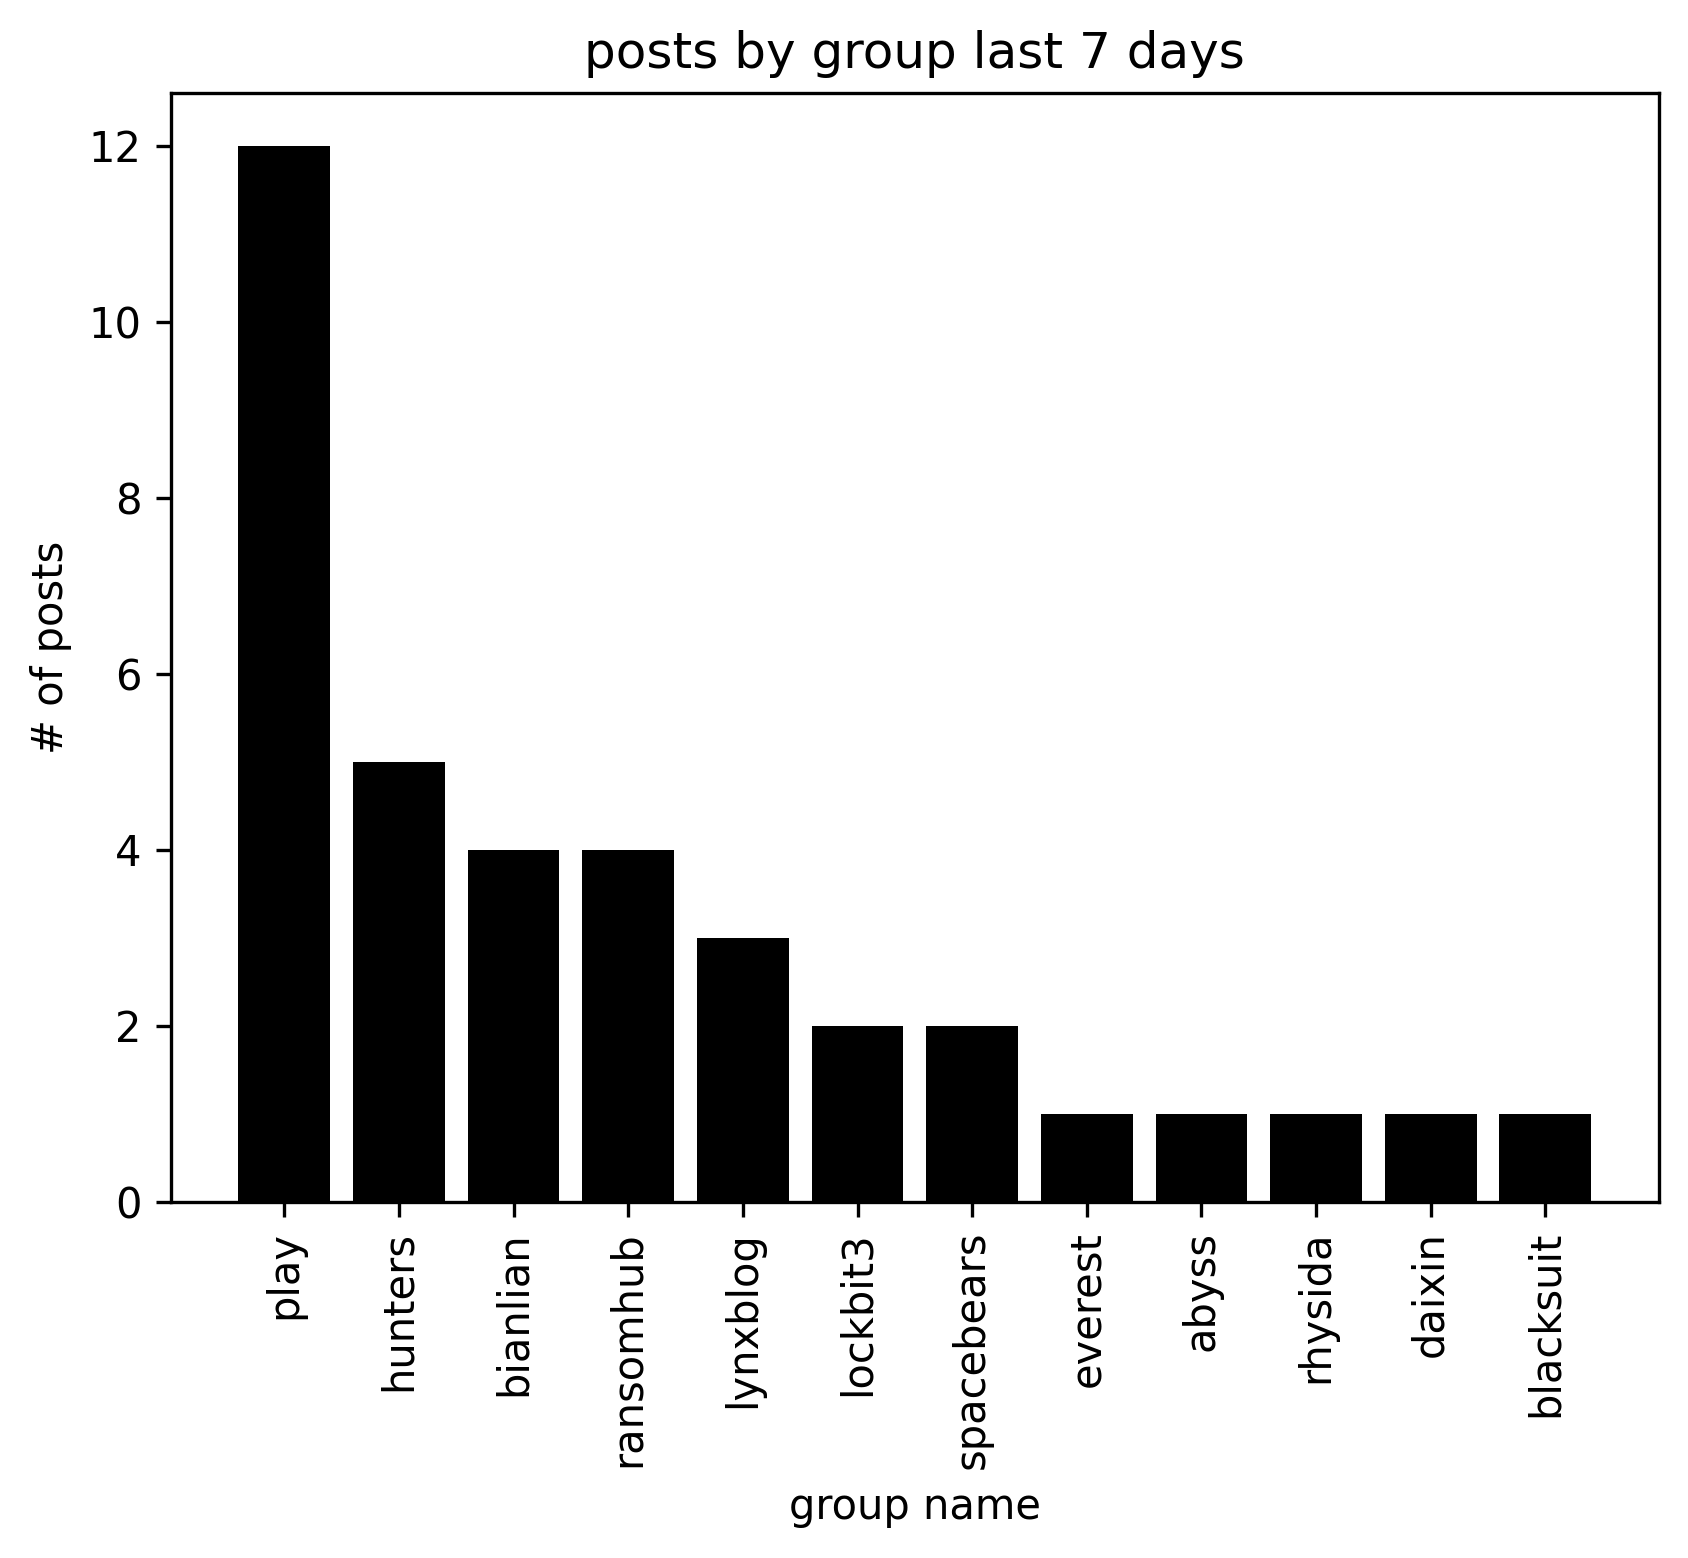 posts by group last 7 days
12
10
8
6
4
2
0
# of posts
play
hunters
bianlian
ransomhub
lynxblog
lockbit3
spacebears
everest
abyss
rhysida
daixin
blacksuit
group name